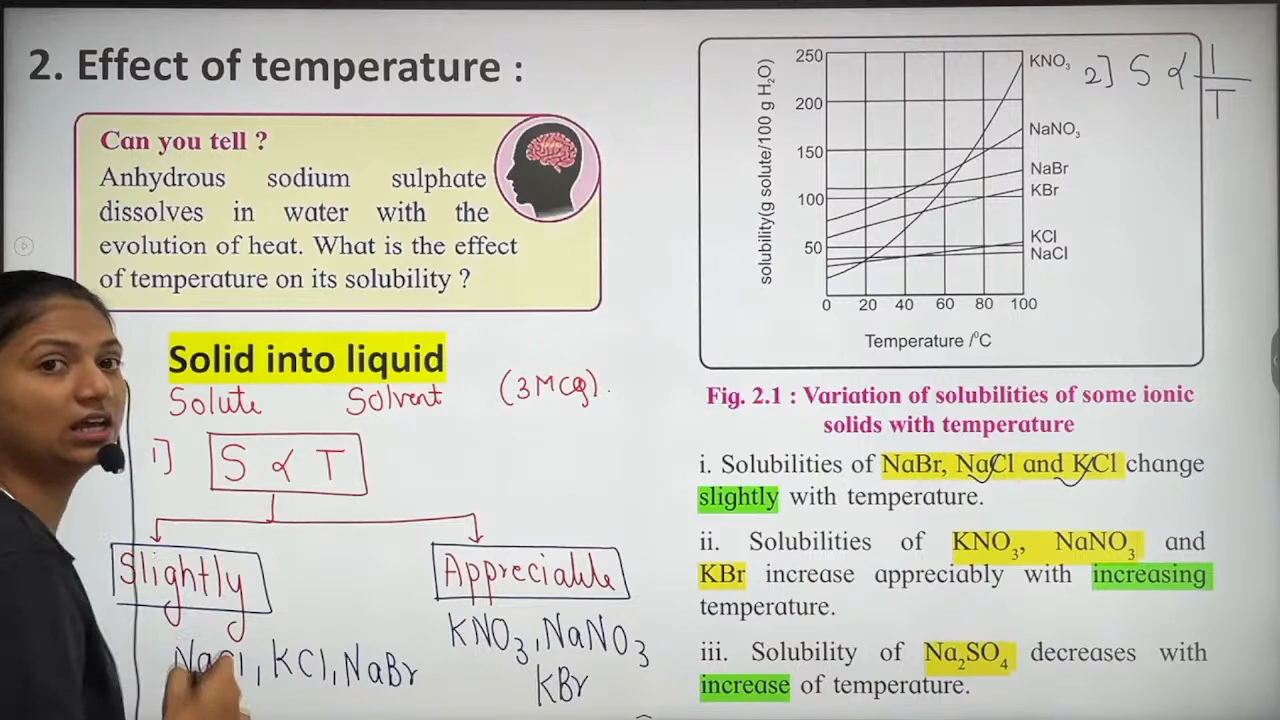 2. Effect of temperature :
Can you tell ?
Anhydrous sodium sulphate
dissolves in water with the
evolution of heat. What is the effect
of temperature on its solubility ?
Solid into liquid
Solute Solvent (3MCQ).
1] S ∝ T
Slightly
Appreciable
NaCl, KCl, NaBr
KNO₃, NaNO₃
KBr
solubility(g solute/100 g H₂O)
250
200
150
100
50
0 20 40 60 80 100
Temperature /⁰C
KNO₃
NaNO₃
NaBr
KBr
KCl
NaCl
2] S ∝ 1/T
Fig. 2.1 : Variation of solubilities of some ionic
solids with temperature
i. Solubilities of NaBr, NaCl and KCl change
slightly with temperature.
ii. Solubilities of KNO₃, NaNO₃ and
KBr increase appreciably with increasing
temperature.
iii. Solubility of Na₂SO₄ decreases with
increase of temperature.